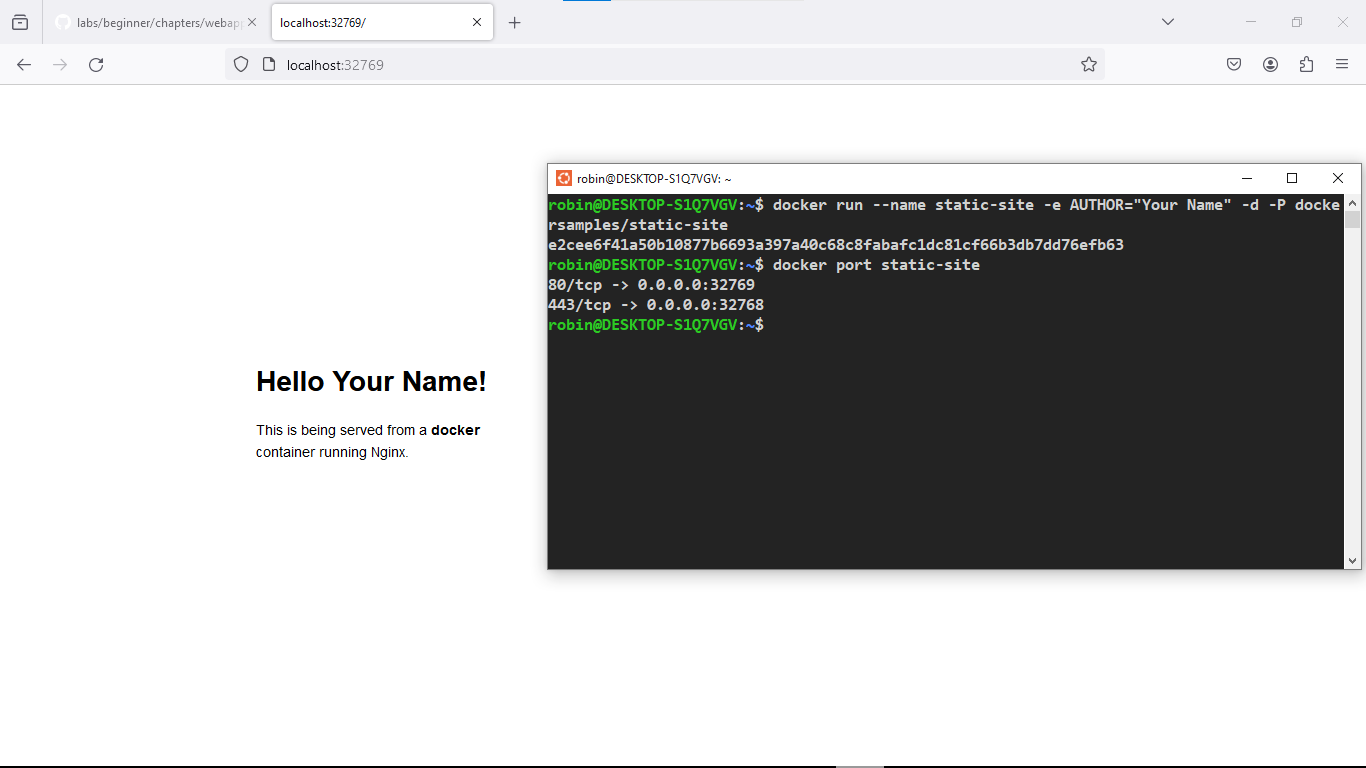 labs/beginner/chapters/webapp
localhost:32769/
localhost:32769
Hello Your Name!
This is being served from a docker
container running Nginx.
robin@DESKTOP-S1Q7VGV: ~
robin@DESKTOP-S1Q7VGV:~$ docker run --name static-site -e AUTHOR="Your Name" -d -P docke
rsamples/static-site
e2cee6f41a50b10877b6693a397a40c68c8fabafc1dc81cf66b3db7dd76efb63
robin@DESKTOP-S1Q7VGV:~$ docker port static-site
80/tcp -> 0.0.0.0:32769
443/tcp -> 0.0.0.0:32768
robin@DESKTOP-S1Q7VGV:~$